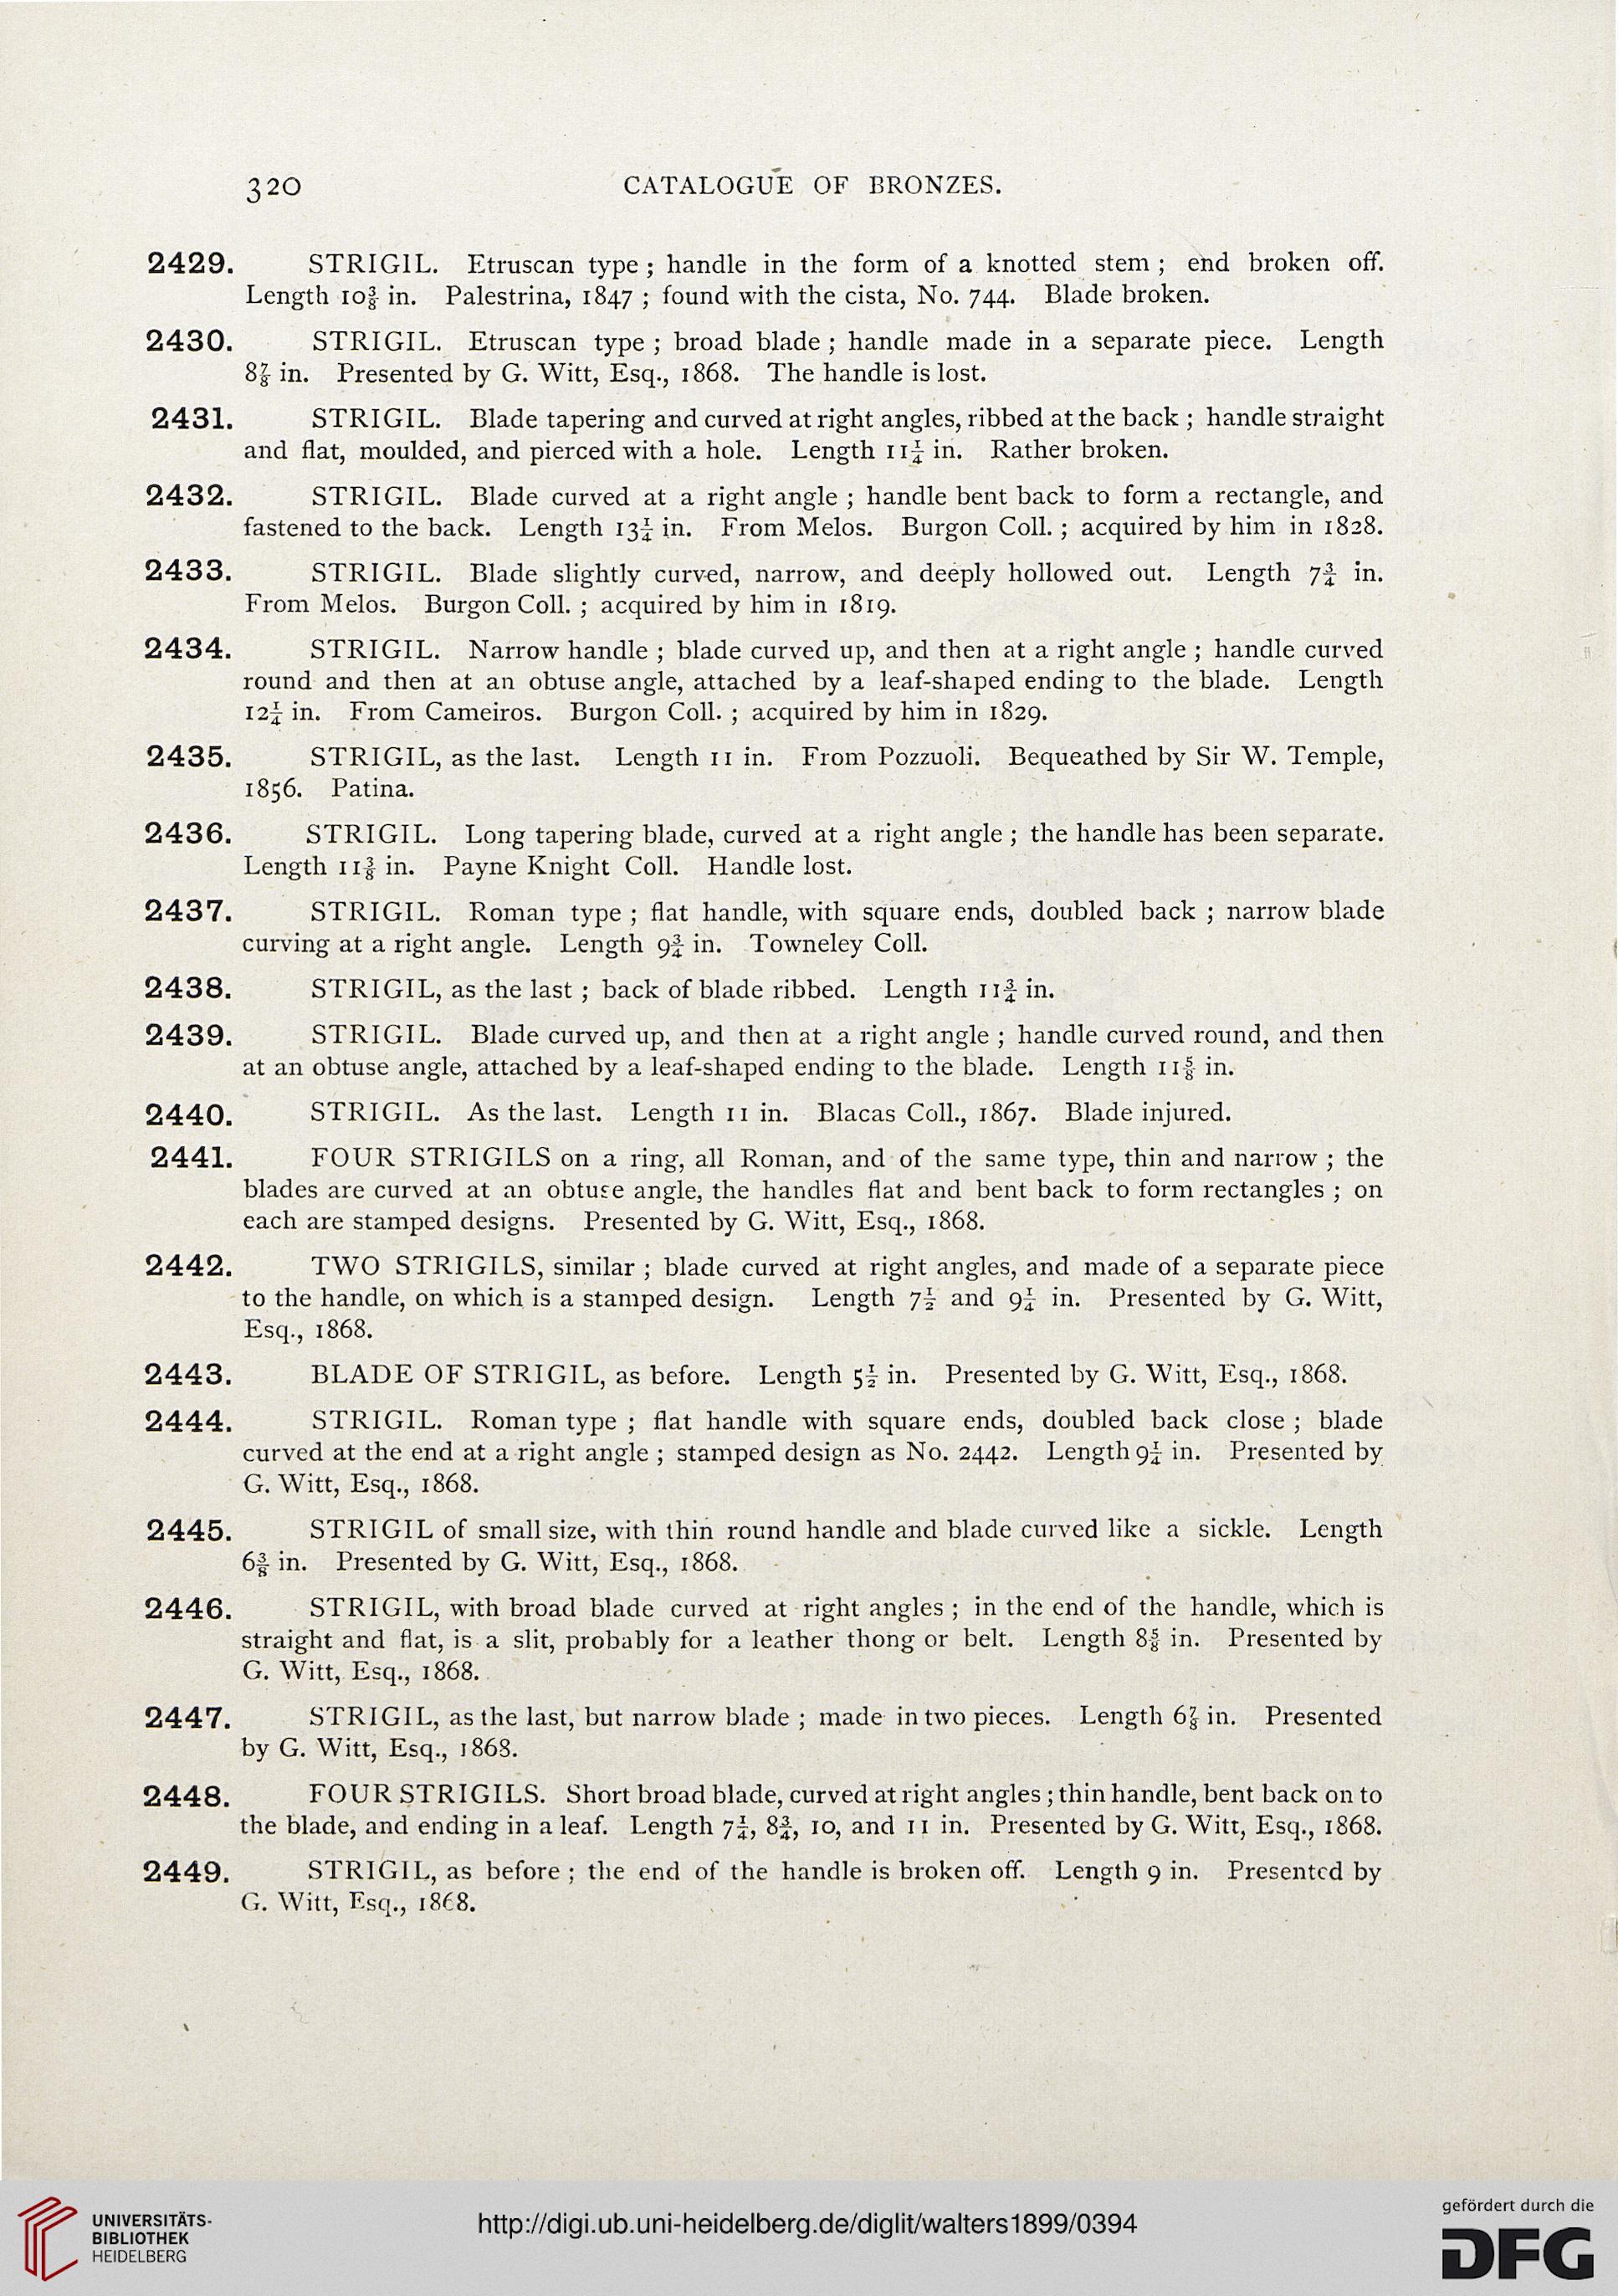 320 CATALOGUE OF BRONZES.
2429. STRIGIL. Etruscan type ; handle in the form of a knotted stem ; end broken off.
Length 10⅜ in. Palestrina, 1847 ; found with the cista, No. 744. Blade broken.
2430. STRIGIL. Etruscan type ; broad blade ; handle made in a separate piece. Length
8⅞ in. Presented by G. Witt, Esq., 1868. The handle is lost.
2431. STRIGIL. Blade tapering and curved at right angles, ribbed at the back ; handle straight
and flat, moulded, and pierced with a hole. Length 11¼ in. Rather broken.
2432. STRIGIL. Blade curved at a right angle ; handle bent back to form a rectangle, and
fastened to the back. Length 13¼ in. From Melos. Burgon Coll. ; acquired by him in 1828.
2433. STRIGIL. Blade slightly curved, narrow, and deeply hollowed out. Length 7¾ in.
From Melos. Burgon Coll. ; acquired by him in 1819.
2434. STRIGIL. Narrow handle ; blade curved up, and then at a right angle ; handle curved
round and then at an obtuse angle, attached by a leaf-shaped ending to the blade. Length
12¼ in. From Cameiros. Burgon Coll. ; acquired by him in 1829.
2435. STRIGIL, as the last. Length 11 in. From Pozzuoli. Bequeathed by Sir W. Temple,
1856. Patina.
2436. STRIGIL. Long tapering blade, curved at a right angle ; the handle has been separate.
Length 11⅜ in. Payne Knight Coll. Handle lost.
2437. STRIGIL. Roman type ; flat handle, with square ends, doubled back ; narrow blade
curving at a right angle. Length 9¾ in. Towneley Coll.
2438. STRIGIL, as the last ; back of blade ribbed. Length 11¾ in.
2439. STRIGIL. Blade curved up, and then at a right angle ; handle curved round, and then
at an obtuse angle, attached by a leaf-shaped ending to the blade. Length 11⅝ in.
2440. STRIGIL. As the last. Length 11 in. Blacas Coll., 1867. Blade injured.
2441. FOUR STRIGILS on a ring, all Roman, and of the same type, thin and narrow ; the
blades are curved at an obtuse angle, the handles flat and bent back to form rectangles ; on
each are stamped designs. Presented by G. Witt, Esq., 1868.
2442. TWO STRIGILS, similar ; blade curved at right angles, and made of a separate piece
to the handle, on which is a stamped design. Length 7½ and 9¼ in. Presented by G. Witt,
Esq., 1868.
2443. BLADE OF STRIGIL, as before. Length 5½ in. Presented by G. Witt, Esq., 1868.
2444. STRIGIL. Roman type ; flat handle with square ends, doubled back close ; blade
curved at the end at a right angle ; stamped design as No. 2442. Length 9¼ in. Presented by
G. Witt, Esq., 1868.
2445. STRIGIL of small size, with thin round handle and blade curved like a sickle. Length
6⅜ in. Presented by G. Witt, Esq., 1868.
2446. STRIGIL, with broad blade curved at right angles ; in the end of the handle, which is
straight and flat, is a slit, probably for a leather thong or belt. Length 8⅝ in. Presented by
G. Witt, Esq., 1868.
2447. STRIGIL, as the last, but narrow blade ; made in two pieces. Length 6⅞ in. Presented
by G. Witt, Esq., 1868.
2448. FOUR STRIGILS. Short broad blade, curved at right angles ; thin handle, bent back on to
the blade, and ending in a leaf. Length 7¼, 8¾, 10, and 11 in. Presented by G. Witt, Esq., 1868.
2449. STRIGIL, as before ; the end of the handle is broken off. Length 9 in. Presented by
G. Witt, Esq., 1868.
UNIVERSITÄTS-
BIBLIOTHEK
HEIDELBERG
http://digi.ub.uni-heidelberg.de/diglit/walters1899/0394
gefördert durch die
DFG